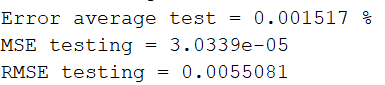 Error average test = 0.001517 %
MSE testing = 3.0339e-05
RMSE testing = 0.0055081